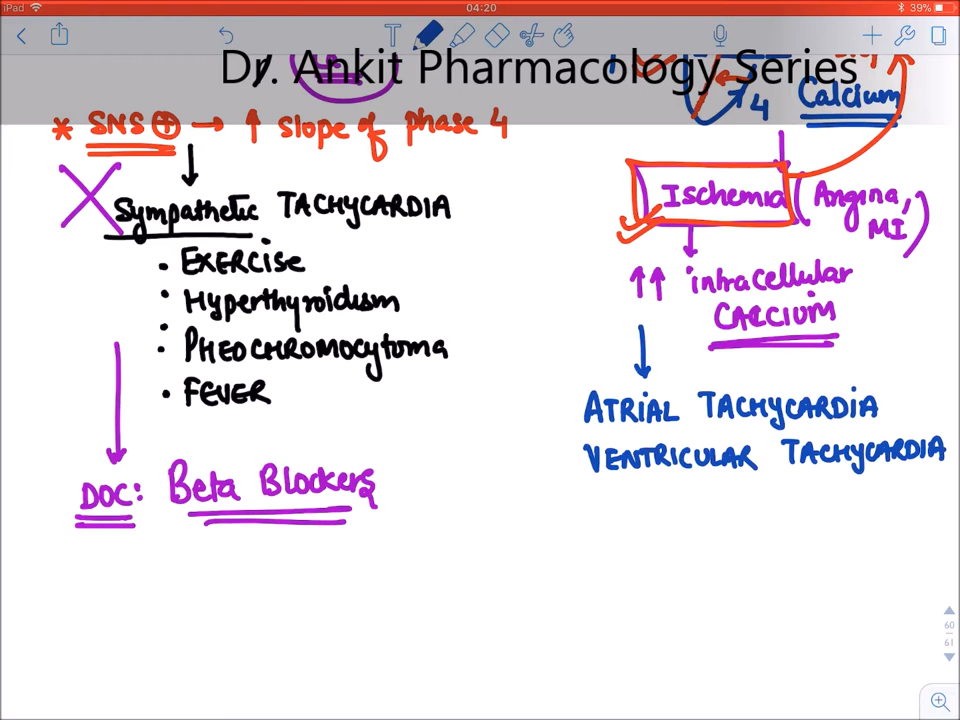 iPad
04:20
39%
Dr. Ankit Pharmacology Series
* SNS ⊕ → ↑ slope of phase 4
Sympathetic TACHYCARDIA
• EXERCISE
• Hyperthyroidism
• PHEOCHROMOCYTOMA
• FEVER
DOC: Beta Blockers
4 Calcium
Ischemia (Angina, MI)
↑↑ intracellular
CALCIUM
ATRIAL TACHYCARDIA
VENTRICULAR TACHYCARDIA
60
61